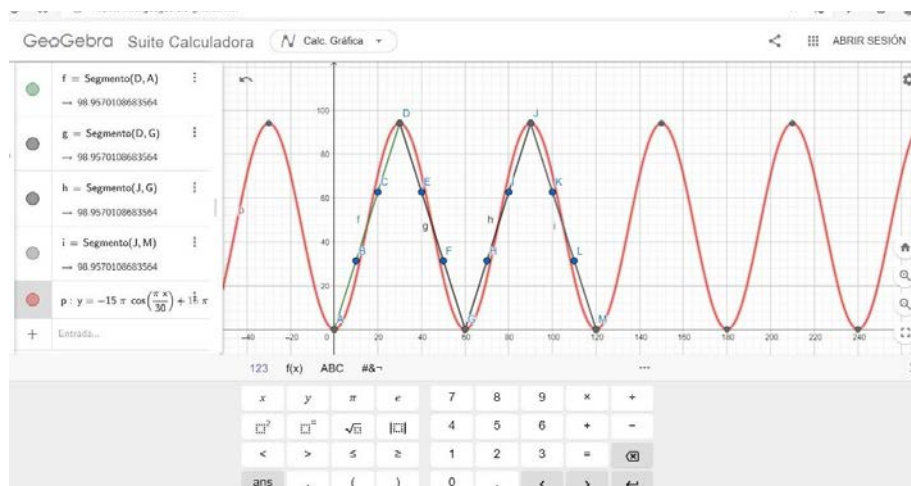 GeoGebra Suite Calculadora Calc. Gráfica ABRIR SESIÓN
f = Segmento(D, A)
→ 98.9570108683564
g = Segmento(D, G)
→ 98.9570108683564
h = Segmento(J, G)
→ 98.9570108683564
i = Segmento(J, M)
→ 98.9570108683564
p : y = −15 π cos(π x/30) +
Entrada...
100
80
60
40
20
−40 −20 0 20 40 60 80 100 120 140 160 180 200 220 240
D J
C E K
f g h i
B F L
A G M
p
123 f(x) ABC #&¬ ...
x y π e 7 8 9 × ÷
4 5 6 + −
< > ≤ ≥ 1 2 3 =
ans , ( ) 0 . < >